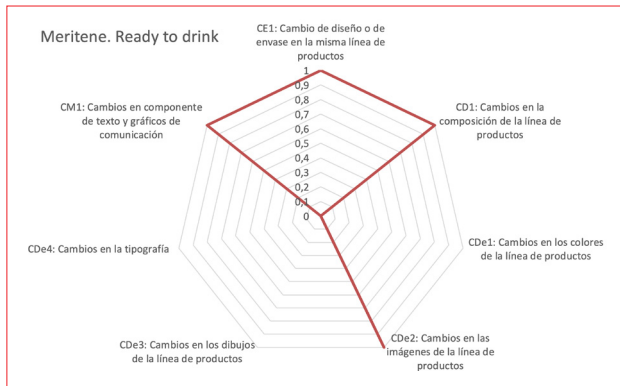 Meritene. Ready to drink
CE1: Cambio de diseño o de
envase en la misma línea de
productos
CD1: Cambios en la
composición de la línea de
productos
CDe1: Cambios en los colores
de la línea de productos
CDe2: Cambios en las
imágenes de la línea de
productos
CDe3: Cambios en los dibujos
de la línea de productos
CDe4: Cambios en la tipografía
CM1: Cambios en componente
de texto y gráficos de
comunicación
1
0,9
0,8
0,7
0,6
0,5
0,4
0,3
0,2
0,1
0